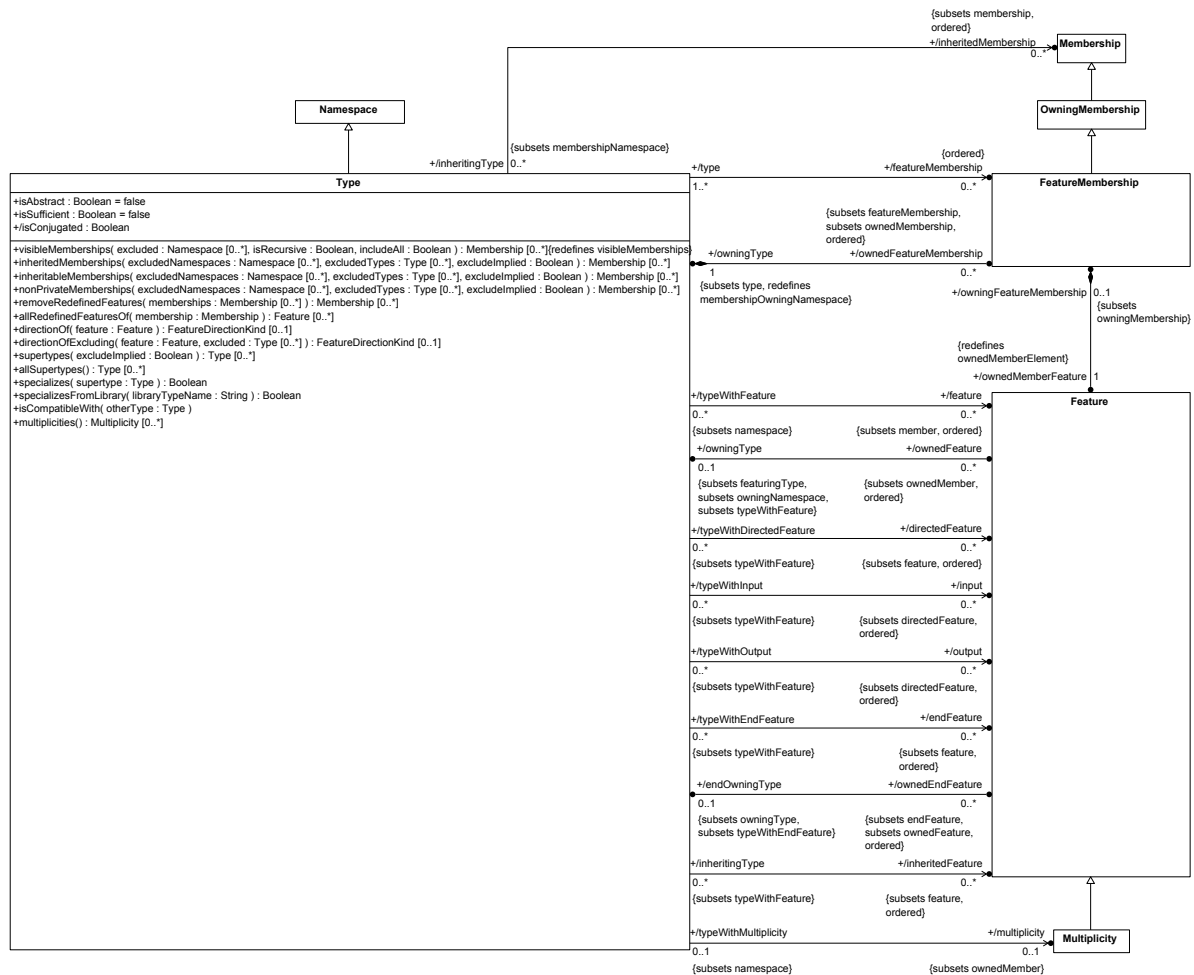 {subsets membership,
ordered}
+/inheritedMembership
0..*
Membership
Namespace
OwningMembership
{subsets membershipNamespace}
+/inheritingType
0..*
Type
+isAbstract : Boolean = false
+isSufficient : Boolean = false
+/isConjugated : Boolean
+visibleMemberships( excluded : Namespace [0..*], isRecursive : Boolean, includeAll : Boolean ) : Membership [0..*]{redefines visibleMemberships}
+inheritedMemberships( excludedNamespaces : Namespace [0..*], excludedTypes : Type [0..*], excludeImplied : Boolean ) : Membership [0..*]
+inheritableMemberships( excludedNamespaces : Namespace [0..*], excludedTypes : Type [0..*], excludeImplied : Boolean ) : Membership [0..*]
+nonPrivateMemberships( excludedNamespaces : Namespace [0..*], excludedTypes : Type [0..*], excludeImplied : Boolean ) : Membership [0..*]
+removeRedefinedFeatures( memberships : Membership [0..*] ) : Membership [0..*]
+allRedefinedFeaturesOf( membership : Membership ) : Feature [0..*]
+directionOf( feature : Feature ) : FeatureDirectionKind [0..1]
+directionOfExcluding( feature : Feature, excluded : Type [0..*] ) : FeatureDirectionKind [0..1]
+supertypes( excludeImplied : Boolean ) : Type [0..*]
+allSupertypes() : Type [0..*]
+specializes( supertype : Type ) : Boolean
+specializesFromLibrary( libraryTypeName : String ) : Boolean
+isCompatibleWith( otherType : Type )
+multiplicities() : Multiplicity [0..*]
+/type
1..*
{ordered}
+/featureMembership
0..*
FeatureMembership
+/owningType
1
{subsets type, redefines
membershipOwningNamespace}
{subsets featureMembership,
subsets ownedMembership,
ordered}
+/ownedFeatureMembership
0..*
+/owningFeatureMembership
0..1
{subsets
owningMembership}
{redefines
ownedMemberElement}
+/ownedMemberFeature
1
Feature
+/typeWithFeature
0..*
{subsets namespace}
+/feature
0..*
{subsets member, ordered}
+/owningType
0..1
{subsets featuringType,
subsets owningNamespace,
subsets typeWithFeature}
+/ownedFeature
0..*
{subsets ownedMember,
ordered}
+/typeWithDirectedFeature
0..*
{subsets typeWithFeature}
+/directedFeature
0..*
{subsets feature, ordered}
+/typeWithInput
0..*
{subsets typeWithFeature}
+/input
0..*
{subsets directedFeature,
ordered}
+/typeWithOutput
0..*
{subsets typeWithFeature}
+/output
0..*
{subsets directedFeature,
ordered}
+/typeWithEndFeature
0..*
{subsets typeWithFeature}
+/endFeature
0..*
{subsets feature,
ordered}
+/endOwningType
0..1
{subsets owningType,
subsets typeWithEndFeature}
+/ownedEndFeature
0..*
{subsets endFeature,
subsets ownedFeature,
ordered}
+/inheritingType
0..*
{subsets typeWithFeature}
+/inheritedFeature
0..*
{subsets feature,
ordered}
+/typeWithMultiplicity
0..1
{subsets namespace}
+/multiplicity
0..1
{subsets ownedMember}
Multiplicity